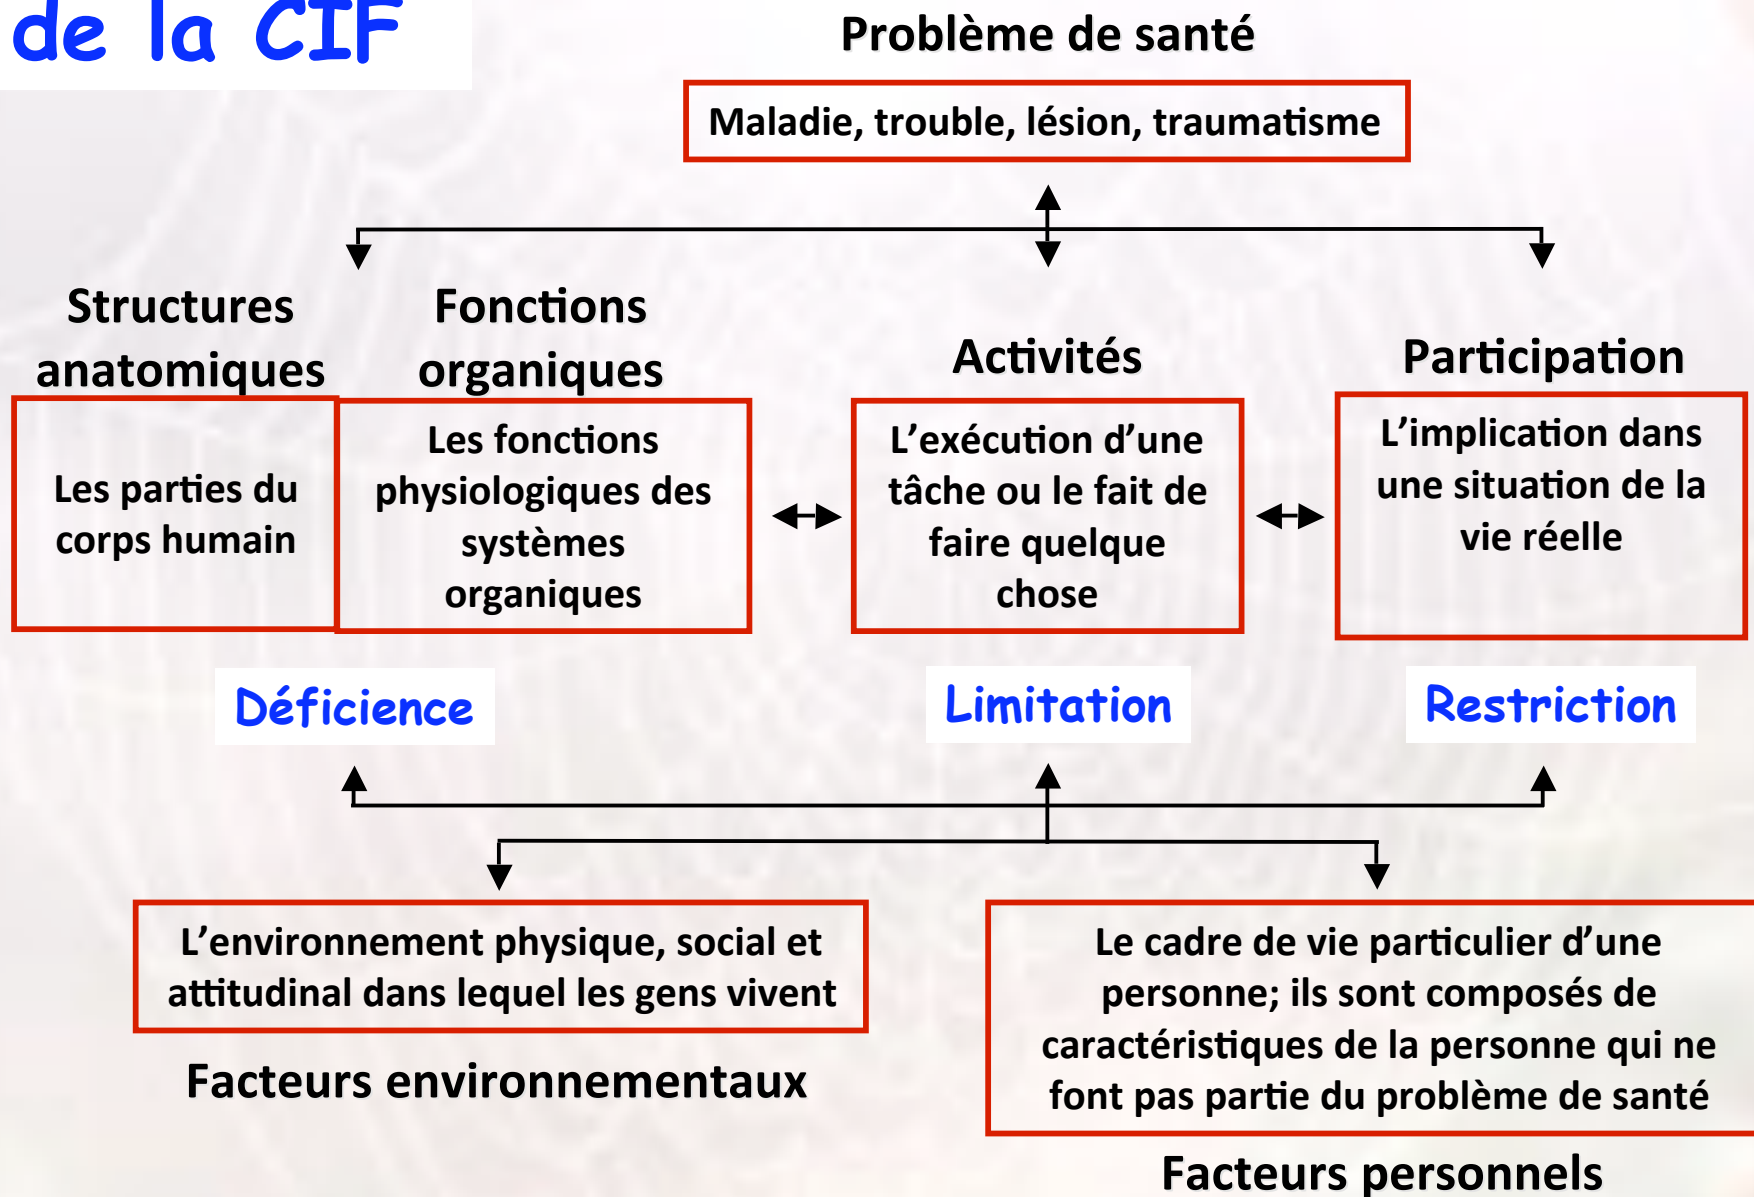 de la CIF
Problème de santé
Maladie, trouble, lésion, traumatisme
Structures
anatomiques
Les parties du
corps humain
Fonctions
organiques
Les fonctions
physiologiques des
systèmes
organiques
Activités
L’exécution d’une
tâche ou le fait de
faire quelque
chose
Participation
L’implication dans
une situation de la
vie réelle
Déficience
Limitation
Restriction
L’environnement physique, social et
attitudinal dans lequel les gens vivent
Facteurs environnementaux
Le cadre de vie particulier d’une
personne; ils sont composés de
caractéristiques de la personne qui ne
font pas partie du problème de santé
Facteurs personnels